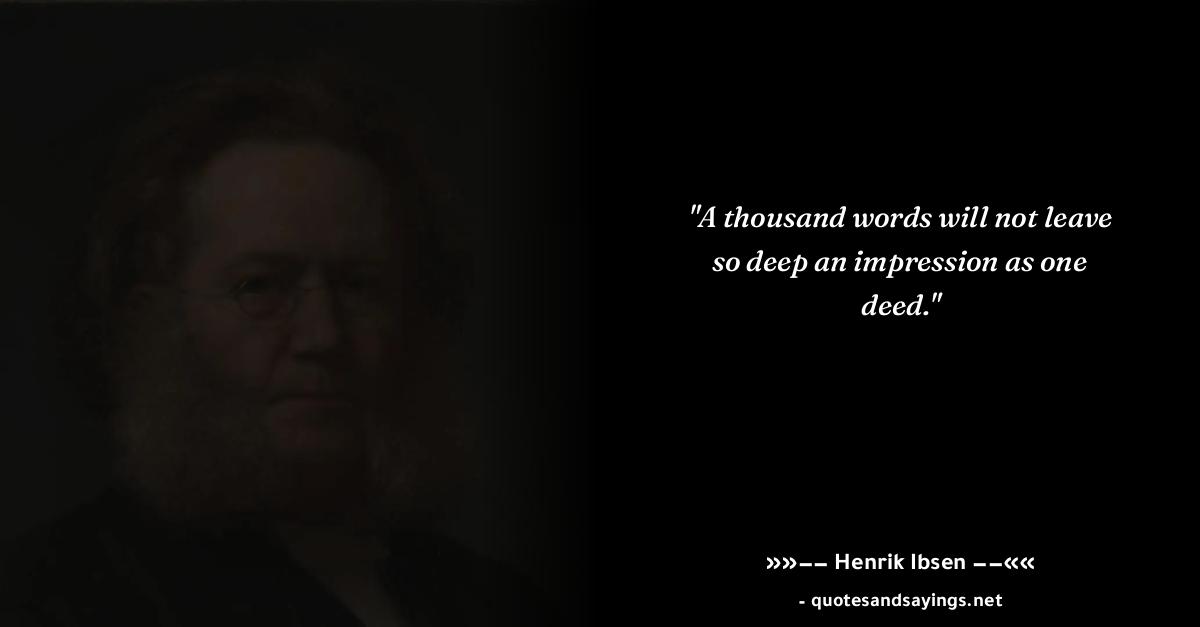 "A thousand words will not leave
so deep an impression as one
deed."
»»–– Henrik Ibsen ––««
- quotesandsayings.net